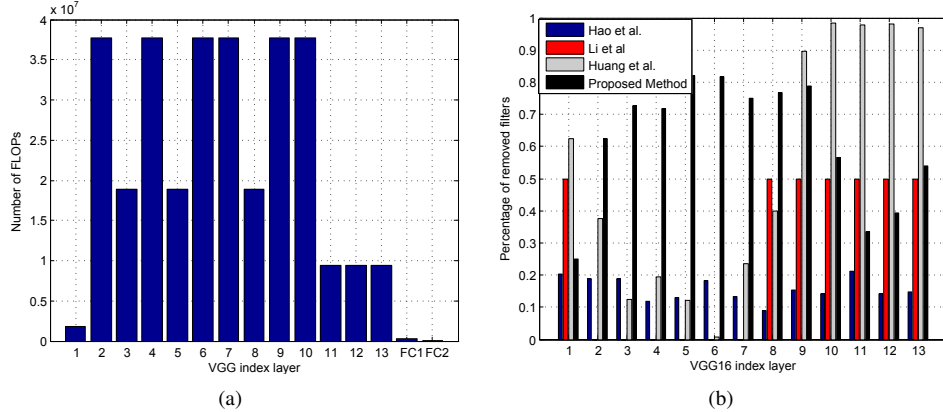 x 10^7
4
3.5
3
2.5
2
1.5
1
0.5
0
Number of FLOPs
1 2 3 4 5 6 7 8 9 10 11 12 13 FC1 FC2
VGG index layer
(a)
1
0.9
0.8
0.7
0.6
0.5
0.4
0.3
0.2
0.1
0
Percentage of removed filters
Hao et al.
Li et al
Huang et al.
Proposed Method
1 2 3 4 5 6 7 8 9 10 11 12 13
VGG16 index layer
(b)